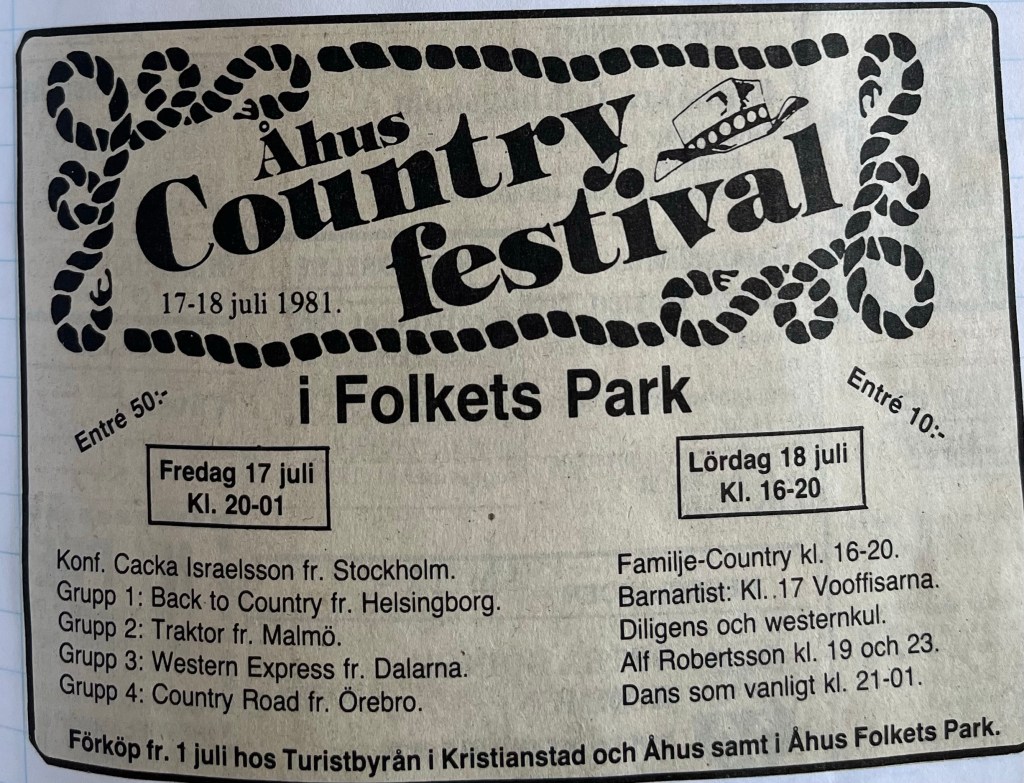 Åhus
Country
festival
17-18 juli 1981.
i Folkets Park
Entré 50:-
Fredag 17 juli
Kl. 20-01
Konf. Cacka Israelsson fr. Stockholm.
Grupp 1: Back to Country fr. Helsingborg.
Grupp 2: Traktor fr. Malmö.
Grupp 3: Western Express fr. Dalarna.
Grupp 4: Country Road fr. Örebro.
Entré 10:-
Lördag 18 juli
Kl. 16-20
Familje-Country kl. 16-20.
Barnartist: Kl. 17 Vooffisarna.
Diligens och westernkul.
Alf Robertsson kl. 19 och 23.
Dans som vanligt kl. 21-01.
Förköp fr. 1 juli hos Turistbyrån i Kristianstad och Åhus samt i Åhus Folkets Park.